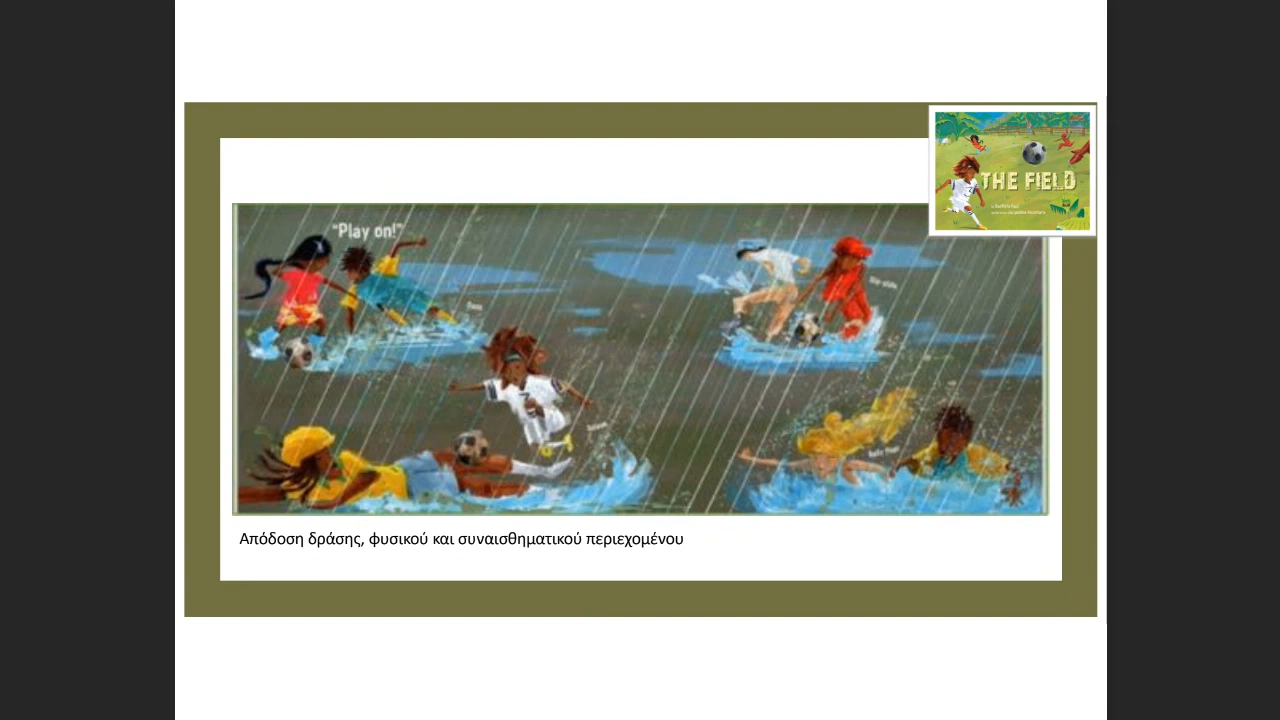 THE FIELD
"Play on!"
Απόδοση δράσης, φυσικού και συναισθηματικού περιεχομένου